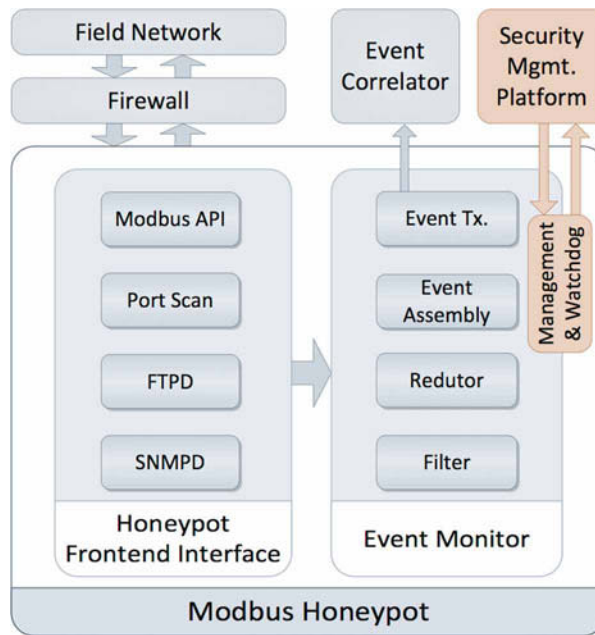 Field Network
Firewall
Event
Correlator
Security
Mgmt.
Platform
Modbus API
Port Scan
FTPD
SNMPD
Honeypot
Frontend Interface
Event Tx.
Event
Assembly
Redutor
Filter
Event Monitor
Management
& Watchdog
Modbus Honeypot